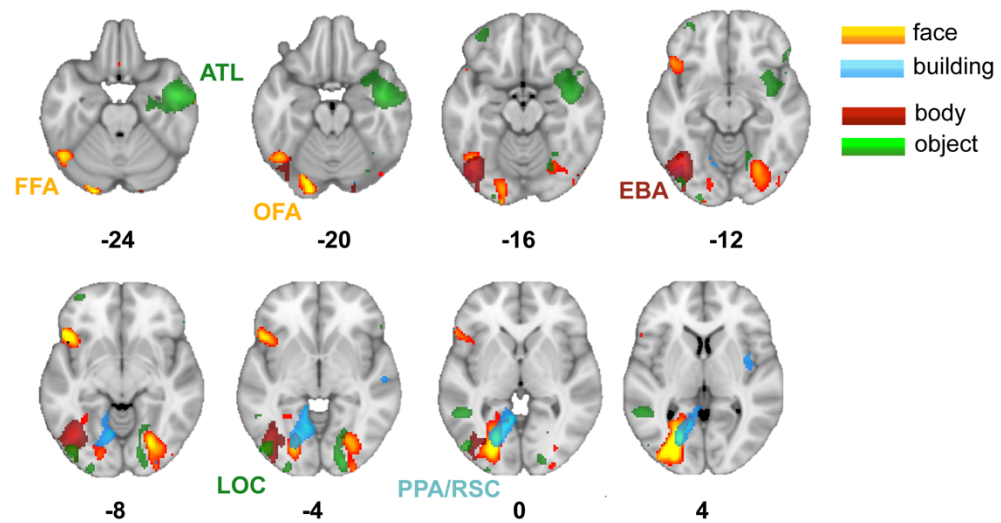 face
building
body
object
ATL
FFA
OFA
EBA
-24
-20
-16
-12
LOC
PPA/RSC
-8
-4
0
4